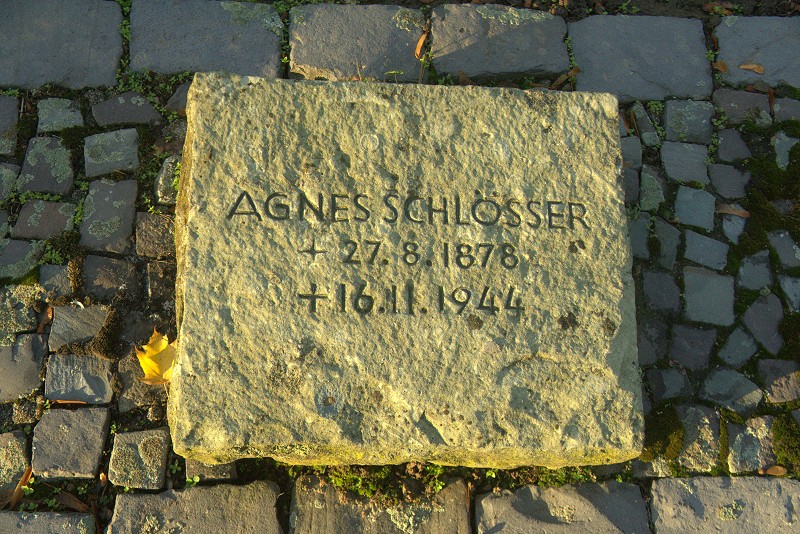 AGNES SCHLÖSSER
+ 27. 8. 1878
+ 16. 11. 1944